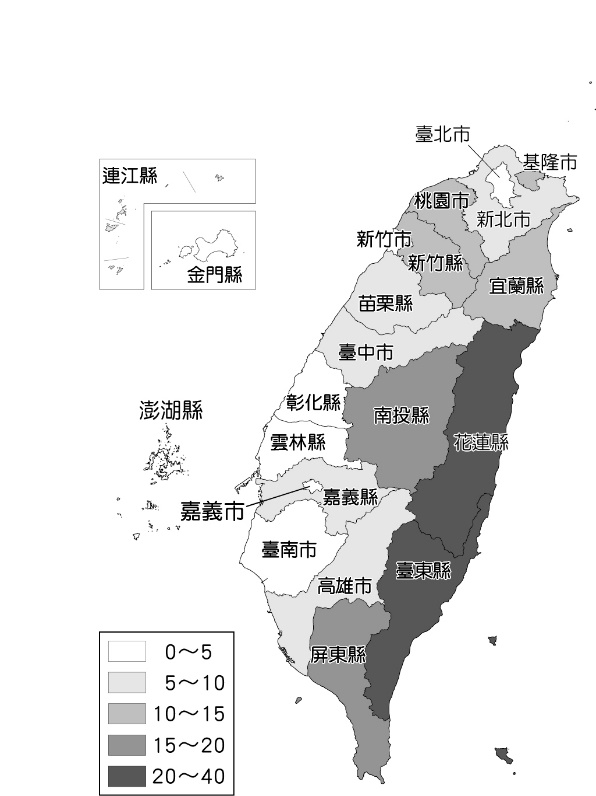 臺北市
基隆市
連江縣
桃園市
新北市
新竹市
新竹縣
金門縣
宜蘭縣
苗栗縣
臺中市
彰化縣
澎湖縣
南投縣
雲林縣
花蓮縣
嘉義縣
嘉義市
臺南市
臺東縣
高雄市
屏東縣
0～5
5～10
10～15
15～20
20～40